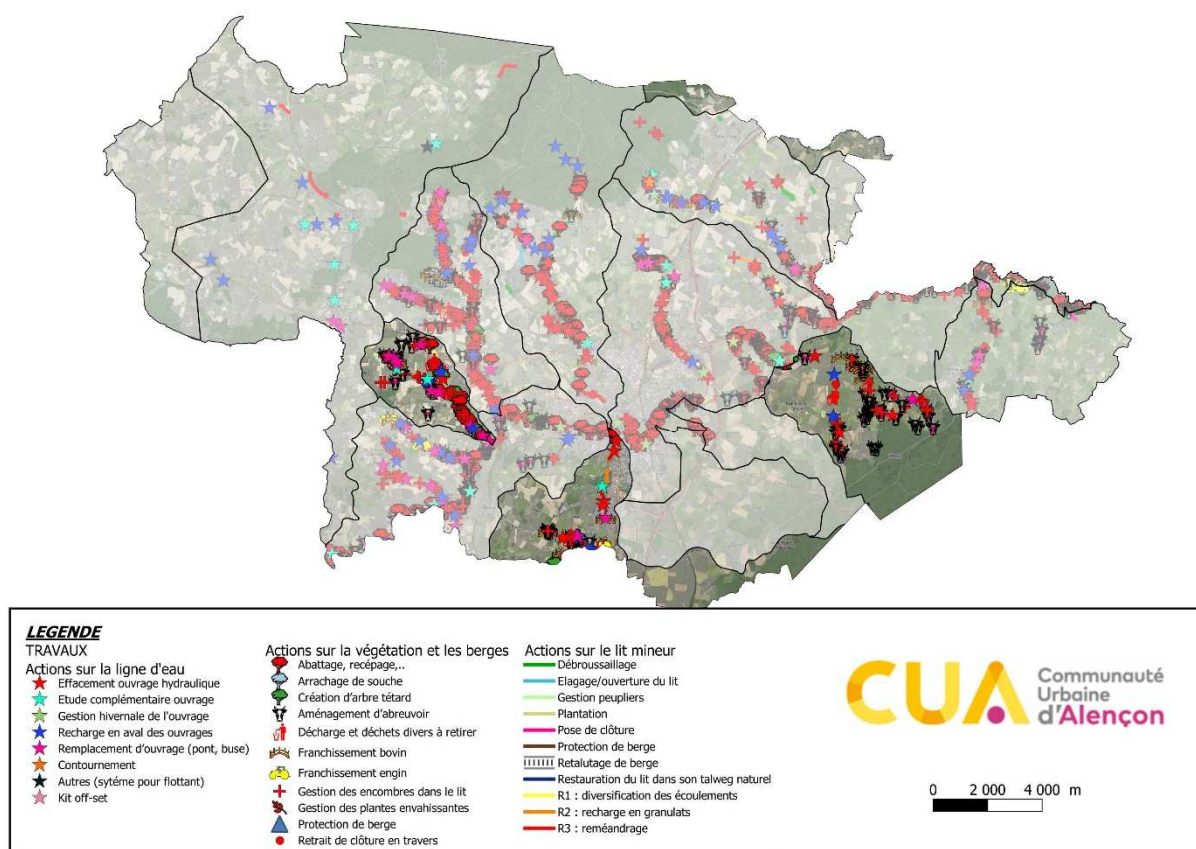 LEGENDE
TRAVAUX
Actions sur la ligne d'eau
Effacement ouvrage hydraulique
Etude complémentaire ouvrage
Gestion hivernale de l'ouvrage
Recharge en aval des ouvrages
Remplacement d'ouvrage (pont, buse)
Contournement
Autres (sytéme pour flottant)
Kit off-set
Actions sur la végétation et les berges
Abattage, recépage,..
Arrachage de souche
Création d'arbre tétard
Aménagement d'abreuvoir
Décharge et déchets divers à retirer
Franchissement bovin
Franchissement engin
Gestion des encombres dans le lit
Gestion des plantes envahissantes
Protection de berge
Retrait de clôture en travers
Actions sur le lit mineur
Débroussaillage
Elagage/ouverture du lit
Gestion peupliers
Plantation
Pose de clôture
Protection de berge
Retalutage de berge
Restauration du lit dans son talweg naturel
R1 : diversification des écoulements
R2 : recharge en granulats
R3 : reméandrage
CUA
Communauté
Urbaine
d'Alençon
0 2 000 4 000 m